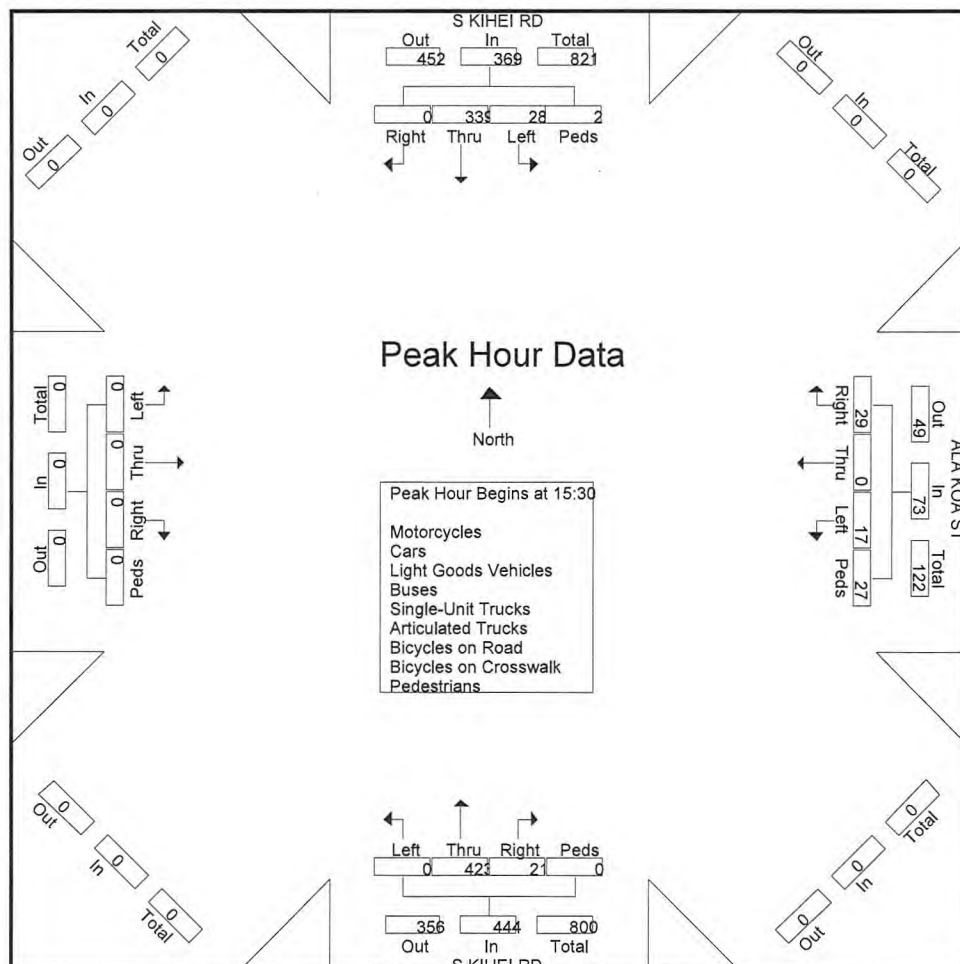 S KIHEI RD
Out In Total
452 369 821
0 339 28 2
Right Thru Left Peds
Total
0
In
0
Out
0
Out
0
In
0
Total
0
Peak Hour Data
North
Total In Out
0 0 0
0 0 0 0
Left Thru Right Peds
Right Thru Left Peds
29 0 17 27
Out In Total
49 73 122
ALA KOA ST
Peak Hour Begins at 15:30
Motorcycles
Cars
Light Goods Vehicles
Buses
Single-Unit Trucks
Articulated Trucks
Bicycles on Road
Bicycles on Crosswalk
Pedestrians
Left Thru Right Peds
0 423 21 0
356 444 800
Out In Total
S KIHEI RD
0
Out
0
In
0
Total
0
Total
0
In
0
Out